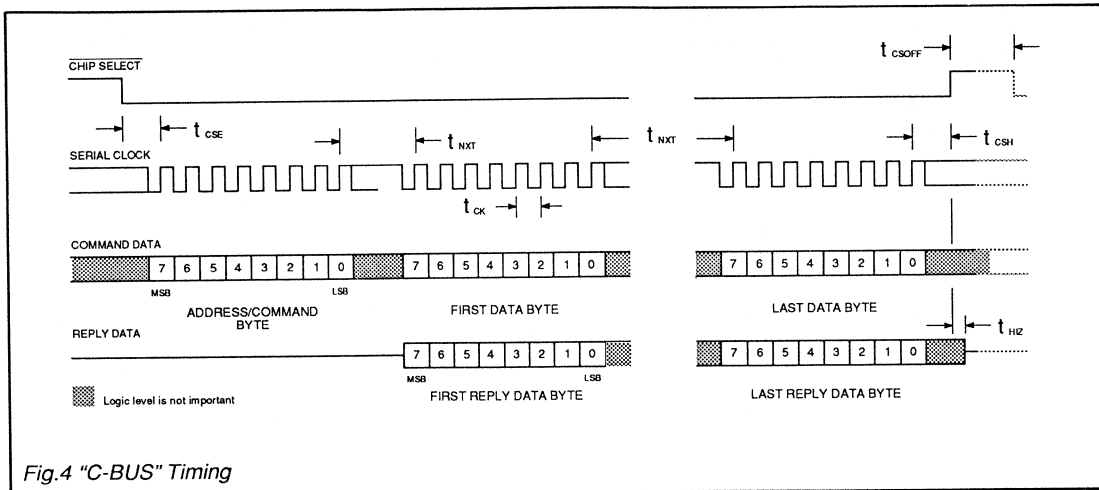 t CSOFF
CHIP SELECT
t CSE
t NXT
t NXT
t CSH
SERIAL CLOCK
t CK
COMMAND DATA
7 6 5 4 3 2 1 0
7 6 5 4 3 2 1 0
7 6 5 4 3 2 1 0
MSB
LSB
ADDRESS/COMMAND
BYTE
FIRST DATA BYTE
LAST DATA BYTE
REPLY DATA
t HIZ
7 6 5 4 3 2 1 0
7 6 5 4 3 2 1 0
MSB
LSB
FIRST REPLY DATA BYTE
LAST REPLY DATA BYTE
Logic level is not important
Fig.4 "C-BUS" Timing